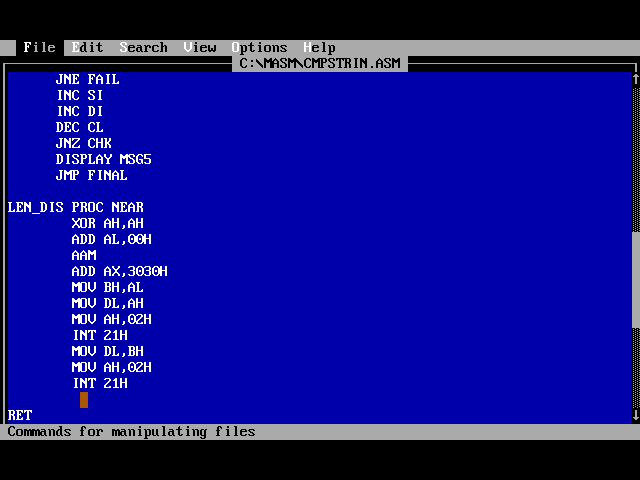 File Edit Search View Options Help
C:\MASM\CMPSTRIN.ASM
JNE FAIL
INC SI
INC DI
DEC CL
JNZ CHK
DISPLAY MSG5
JMP FINAL
LEN_DIS PROC NEAR
XOR AH,AH
ADD AL,00H
AAM
ADD AX,3030H
MOV BH,AL
MOV DL,AH
MOV AH,02H
INT 21H
MOV DL,BH
MOV AH,02H
INT 21H
RET
Commands for manipulating files